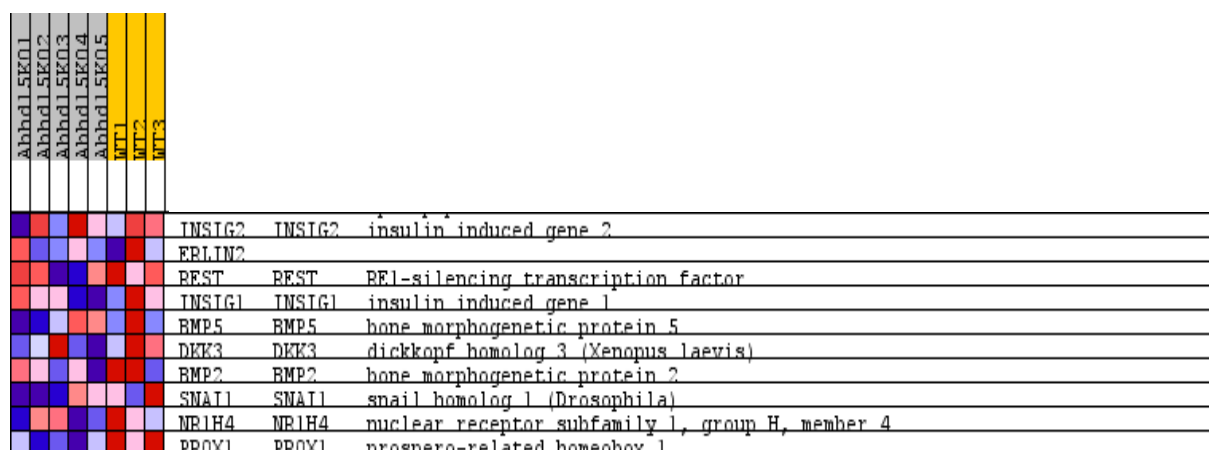 Abhd15KO1
Abhd15KO2
Abhd15KO3
Abhd15KO4
Abhd15KO5
WT1
WT2
WT3
INSIG2 INSIG2 insulin induced gene 2
ERLIN2
REST REST RE1-silencing transcription factor
INSIG1 INSIG1 insulin induced gene 1
BMP5 BMP5 bone morphogenetic protein 5
DKK3 DKK3 dickkopf homolog 3 (Xenopus laevis)
BMP2 BMP2 bone morphogenetic protein 2
SNAI1 SNAI1 snail homolog 1 (Drosophila)
NR1H4 NR1H4 nuclear receptor subfamily 1, group H, member 4
PROX1 PROX1 prospero-related homeobox 1